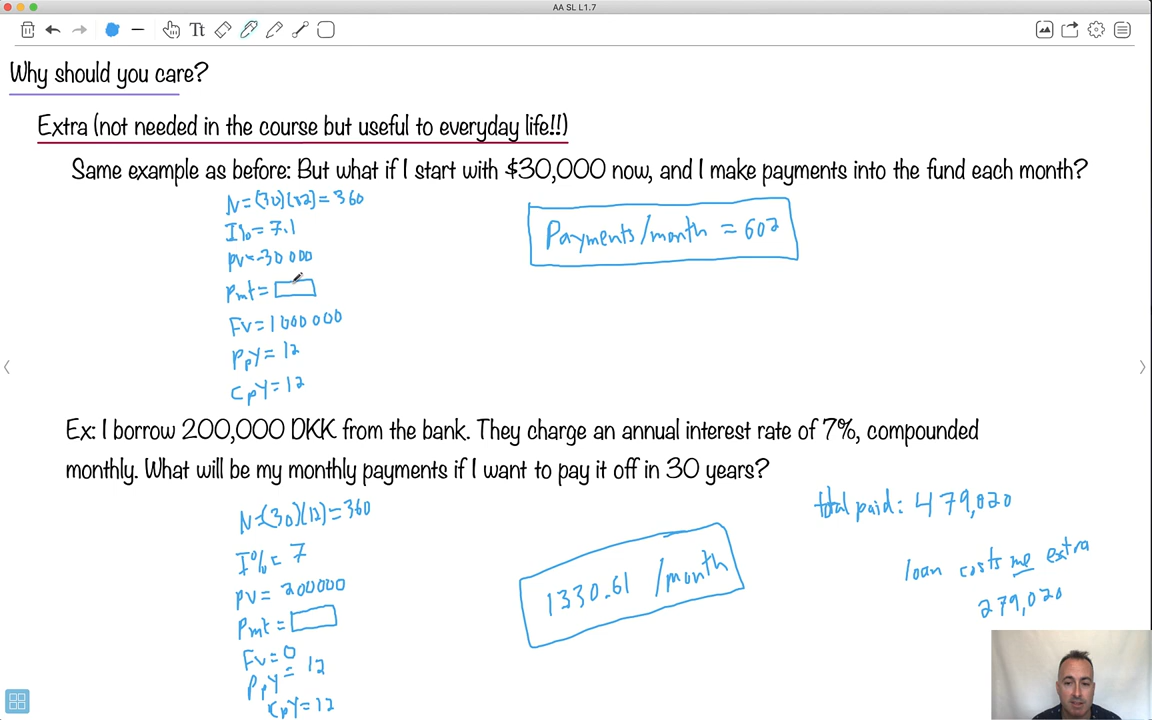 AA SL L1.7
Tt
Why should you care?
Extra (not needed in the course but useful to everyday life!!)
Same example as before: But what if I start with $30,000 now, and I make payments into the fund each month?
N=(30)(12)=360
I%=7.1
PV=-30 000
Pmt=
FV=1000 000
PpY=12
CpY=12
Payments/month = 602
Ex: I borrow 200,000 DKK from the bank. They charge an annual interest rate of 7%, compounded
monthly. What will be my monthly payments if I want to pay it off in 30 years?
N=(30)(12)=360
I%= 7
PV = 200000
Pmt =
FV=0
PpY= 12
CpY=12
1330.61 /month
total paid: 479,020
loan costs me extra
279,020